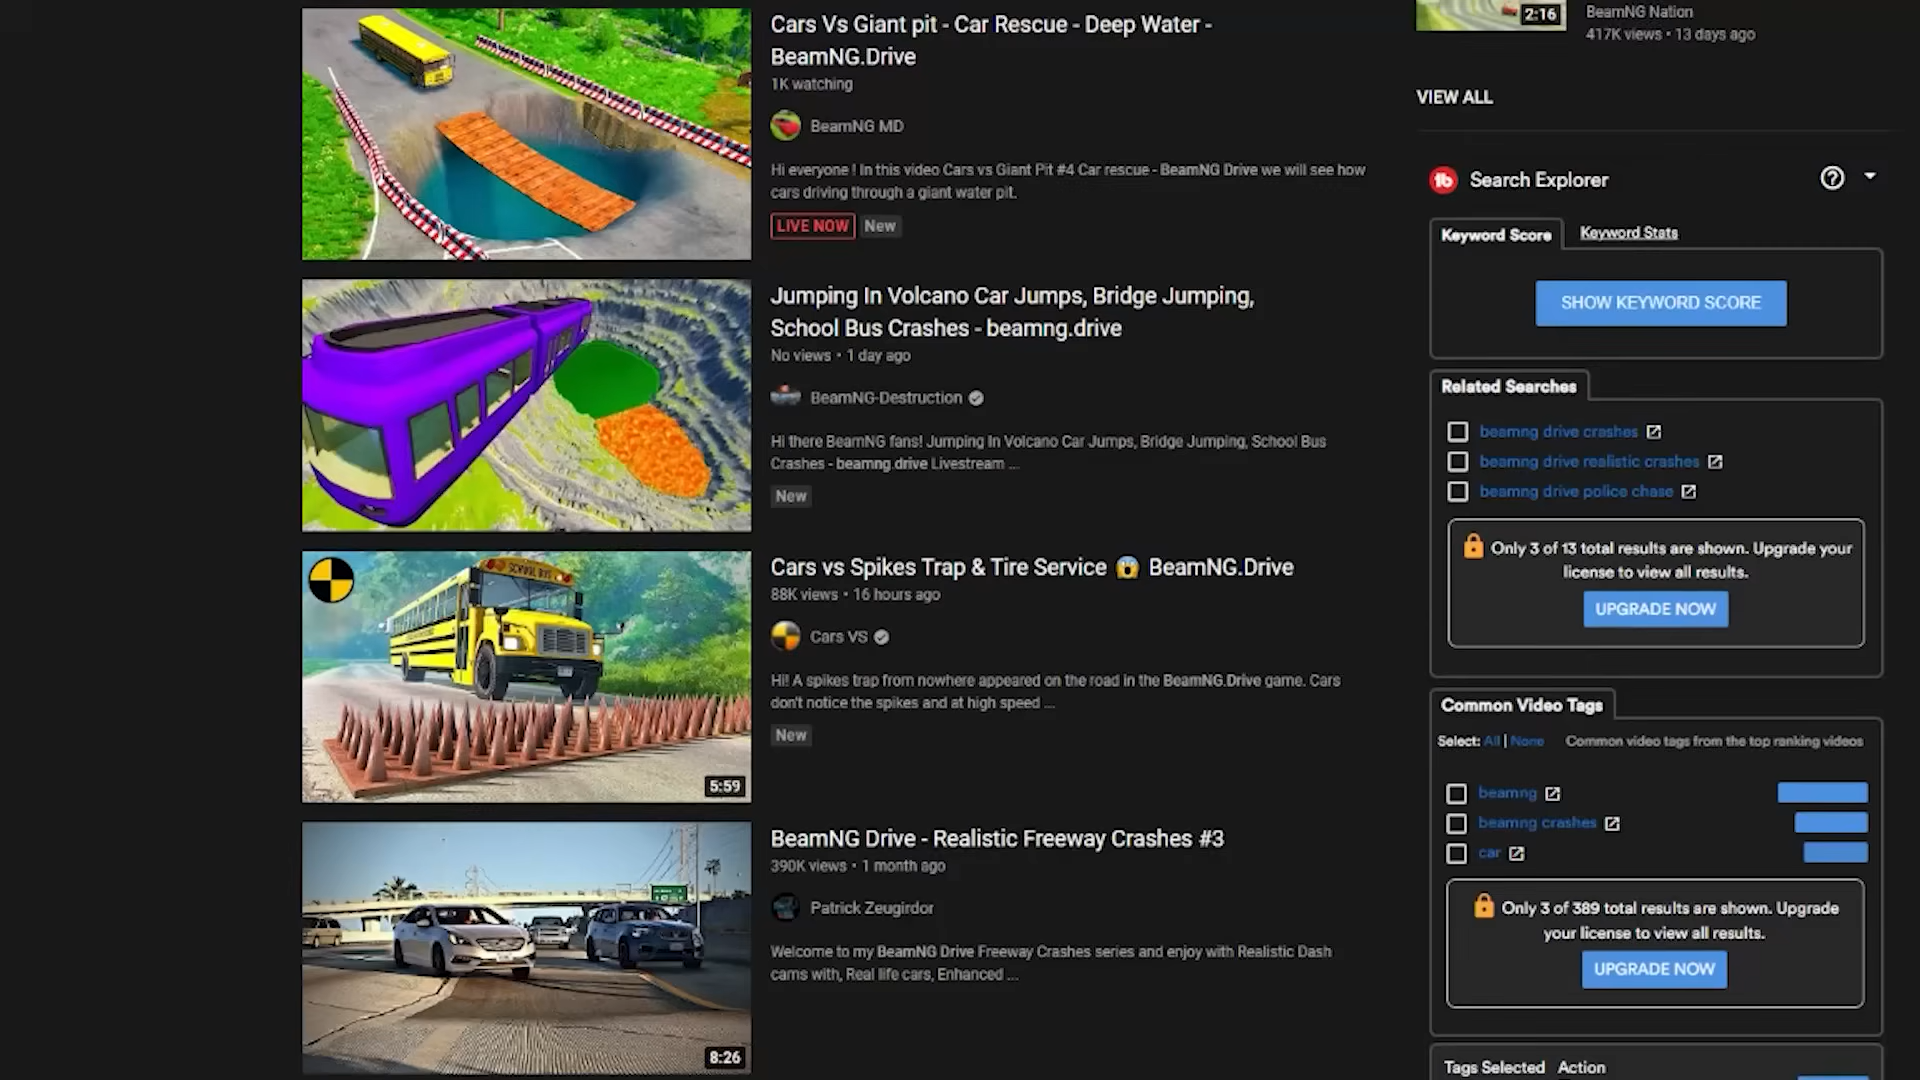 Cars Vs Giant pit - Car Rescue - Deep Water -
BeamNG.Drive
1K watching
BeamNG MD
Hi everyone ! In this video Cars vs Giant Pit #4 Car rescue - BeamNG Drive we will see how
cars driving through a giant water pit.
LIVE NOW New
Jumping In Volcano Car Jumps, Bridge Jumping,
School Bus Crashes - beamng.drive
No views • 1 day ago
BeamNG-Destruction
Hi there BeamNG fans! Jumping In Volcano Car Jumps, Bridge Jumping, School Bus
Crashes - beamng.drive Livestream ...
New
SCHOOL BUS
5:59
Cars vs Spikes Trap & Tire Service 😱 BeamNG.Drive
88K views • 16 hours ago
Cars VS
Hi! A spikes trap from nowhere appeared on the road in the BeamNG.Drive game. Cars
don't notice the spikes and at high speed ...
New
8:26
BeamNG Drive - Realistic Freeway Crashes #3
390K views • 1 month ago
Patrick Zeugirdor
Welcome to my BeamNG Drive Freeway Crashes series and enjoy with Realistic Dash
cams with, Real life cars, Enhanced ...
2:16
BeamNG Nation
417K views • 13 days ago
VIEW ALL
tb Search Explorer ?
Keyword Score Keyword Stats
SHOW KEYWORD SCORE
Related Searches
beamng drive crashes
beamng drive realistic crashes
beamng drive police chase
Only 3 of 13 total results are shown. Upgrade your
license to view all results.
UPGRADE NOW
Common Video Tags
Select: All | None Common video tags from the top ranking videos
beamng
beamng crashes
car
Only 3 of 389 total results are shown. Upgrade
your license to view all results.
UPGRADE NOW
Tags Selected Action